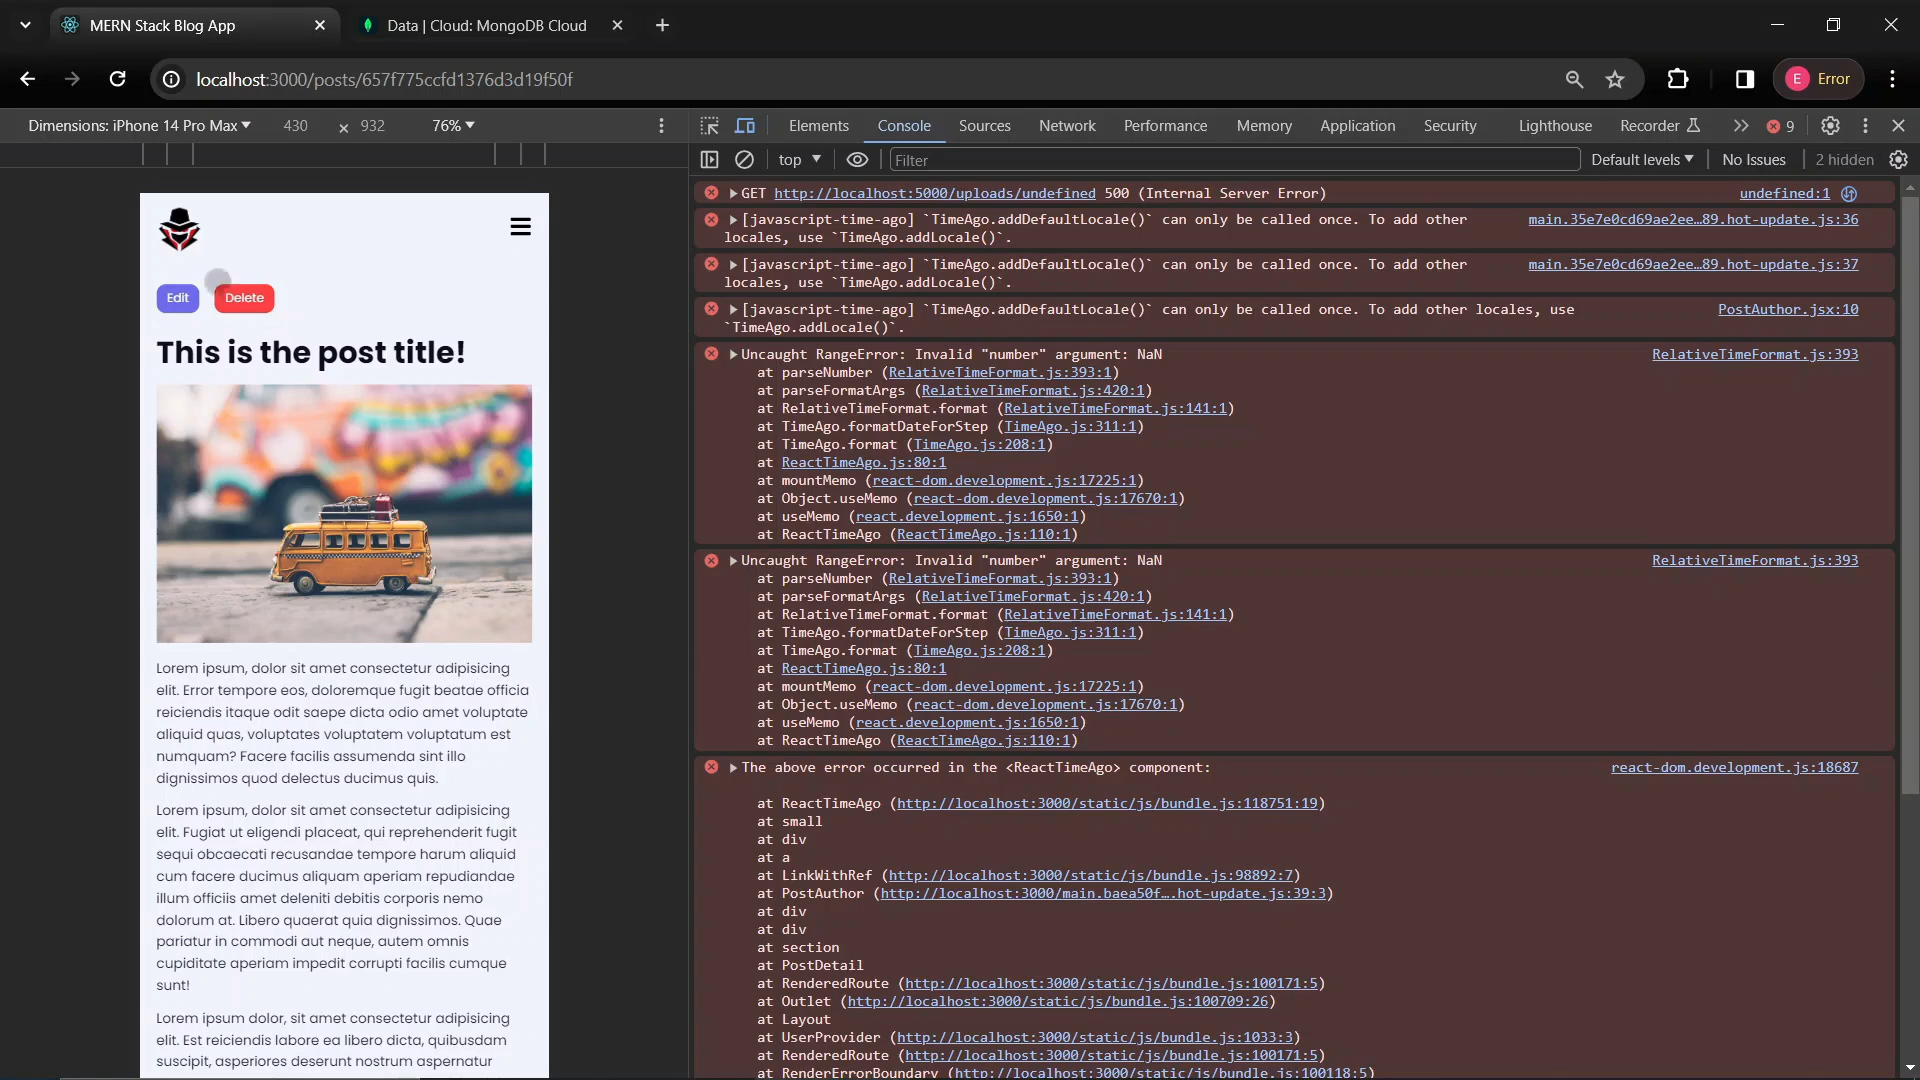 MERN Stack Blog App
Data | Cloud: MongoDB Cloud
localhost:3000/posts/657f775ccfd1376d3d19f50f
E Error
Dimensions: iPhone 14 Pro Max 430 x 932 76%
Elements Console Sources Network Performance Memory Application Security Lighthouse Recorder 9
top Filter Default levels No Issues 2 hidden
Edit Delete
This is the post title!
Lorem ipsum, dolor sit amet consectetur adipisicing
elit. Error tempore eos, doloremque fugit beatae officia
reiciendis itaque odit saepe dicta odio amet voluptate
aliquid quas, voluptates voluptatem voluptatum est
numquam? Facere facilis assumenda sint illo
dignissimos quod delectus ducimus quis.
Lorem ipsum, dolor sit amet consectetur adipisicing
elit. Fugiat ut eligendi placeat, qui reprehenderit fugit
sequi obcaecati recusandae tempore harum aliquid
cum facere ducimus aliquam aperiam repudiandae
illum officiis amet deleniti debitis corporis nemo
dolorum at. Libero quaerat quia dignissimos. Quae
pariatur in commodi aut neque, autem omnis
cupiditate aperiam impedit corrupti facilis cumque
sunt!
Lorem ipsum dolor, sit amet consectetur adipisicing
elit. Est reiciendis labore ea libero dicta, quibusdam
suscipit, asperiores deserunt nostrum aspernatur
GET http://localhost:5000/uploads/undefined 500 (Internal Server Error) undefined:1
[javascript-time-ago] `TimeAgo.addDefaultLocale()` can only be called once. To add other main.35e7e0cd69ae2ee…89.hot-update.js:36
locales, use `TimeAgo.addLocale()`.
[javascript-time-ago] `TimeAgo.addDefaultLocale()` can only be called once. To add other main.35e7e0cd69ae2ee…89.hot-update.js:37
locales, use `TimeAgo.addLocale()`.
[javascript-time-ago] `TimeAgo.addDefaultLocale()` can only be called once. To add other locales, use PostAuthor.jsx:10
`TimeAgo.addLocale()`.
Uncaught RangeError: Invalid "number" argument: NaN RelativeTimeFormat.js:393
at parseNumber (RelativeTimeFormat.js:393:1)
at parseFormatArgs (RelativeTimeFormat.js:420:1)
at RelativeTimeFormat.format (RelativeTimeFormat.js:141:1)
at TimeAgo.formatDateForStep (TimeAgo.js:311:1)
at TimeAgo.format (TimeAgo.js:208:1)
at ReactTimeAgo.js:80:1
at mountMemo (react-dom.development.js:17225:1)
at Object.useMemo (react-dom.development.js:17670:1)
at useMemo (react.development.js:1650:1)
at ReactTimeAgo (ReactTimeAgo.js:110:1)
Uncaught RangeError: Invalid "number" argument: NaN RelativeTimeFormat.js:393
at parseNumber (RelativeTimeFormat.js:393:1)
at parseFormatArgs (RelativeTimeFormat.js:420:1)
at RelativeTimeFormat.format (RelativeTimeFormat.js:141:1)
at TimeAgo.formatDateForStep (TimeAgo.js:311:1)
at TimeAgo.format (TimeAgo.js:208:1)
at ReactTimeAgo.js:80:1
at mountMemo (react-dom.development.js:17225:1)
at Object.useMemo (react-dom.development.js:17670:1)
at useMemo (react.development.js:1650:1)
at ReactTimeAgo (ReactTimeAgo.js:110:1)
The above error occurred in the <ReactTimeAgo> component: react-dom.development.js:18687
at ReactTimeAgo (http://localhost:3000/static/js/bundle.js:118751:19)
at small
at div
at a
at LinkWithRef (http://localhost:3000/static/js/bundle.js:98892:7)
at PostAuthor (http://localhost:3000/main.baea50f….hot-update.js:39:3)
at div
at div
at section
at PostDetail
at RenderedRoute (http://localhost:3000/static/js/bundle.js:100171:5)
at Outlet (http://localhost:3000/static/js/bundle.js:100709:26)
at Layout
at UserProvider (http://localhost:3000/static/js/bundle.js:1033:3)
at RenderedRoute (http://localhost:3000/static/js/bundle.js:100171:5)
at RenderErrorBoundary (http://localhost:3000/static/js/bundle.js:100118:5)